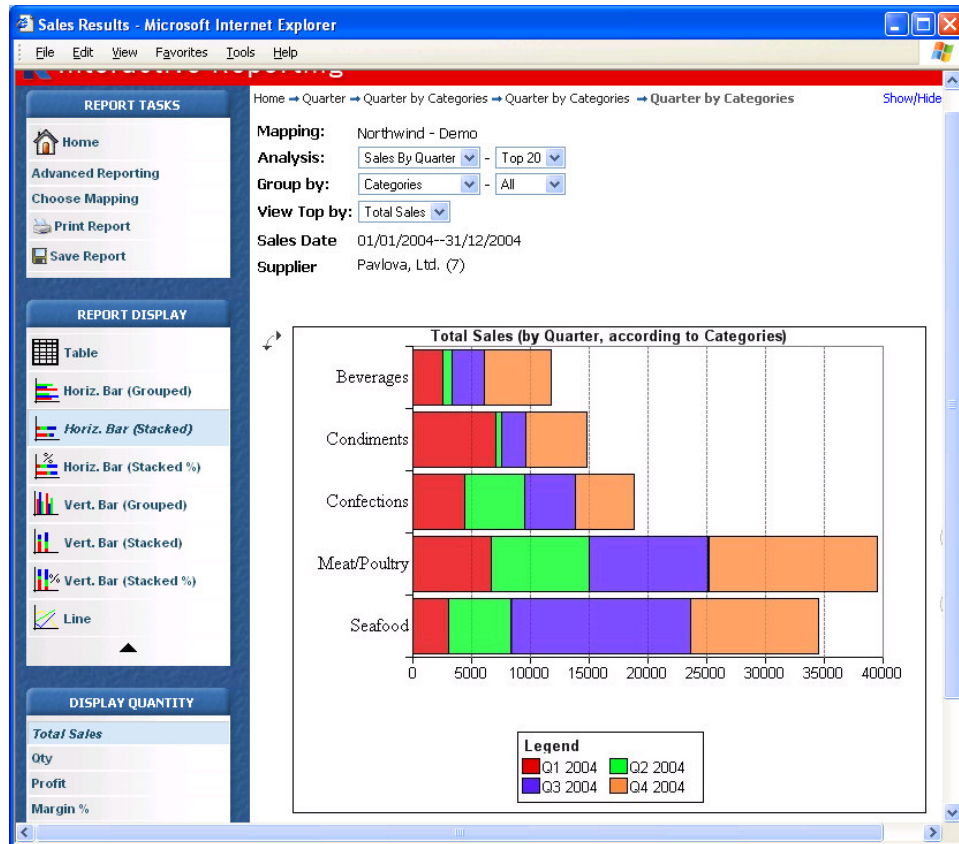 Sales Results - Microsoft Internet Explorer
File Edit View Favorites Tools Help
Interactive Reporting
REPORT TASKS
Home
Advanced Reporting
Choose Mapping
Print Report
Save Report
REPORT DISPLAY
Table
Horiz. Bar (Grouped)
Horiz. Bar (Stacked)
Horiz. Bar (Stacked %)
Vert. Bar (Grouped)
Vert. Bar (Stacked)
Vert. Bar (Stacked %)
Line
DISPLAY QUANTITY
Total Sales
Qty
Profit
Margin %
Home → Quarter → Quarter by Categories → Quarter by Categories → Quarter by Categories Show/Hide
Mapping: Northwind - Demo
Analysis: Sales By Quarter - Top 20
Group by: Categories - All
View Top by: Total Sales
Sales Date 01/01/2004--31/12/2004
Supplier Pavlova, Ltd. (7)
Total Sales (by Quarter, according to Categories)
Beverages
Condiments
Confections
Meat/Poultry
Seafood
0 5000 10000 15000 20000 25000 30000 35000 40000
Legend
Q1 2004 Q2 2004
Q3 2004 Q4 2004